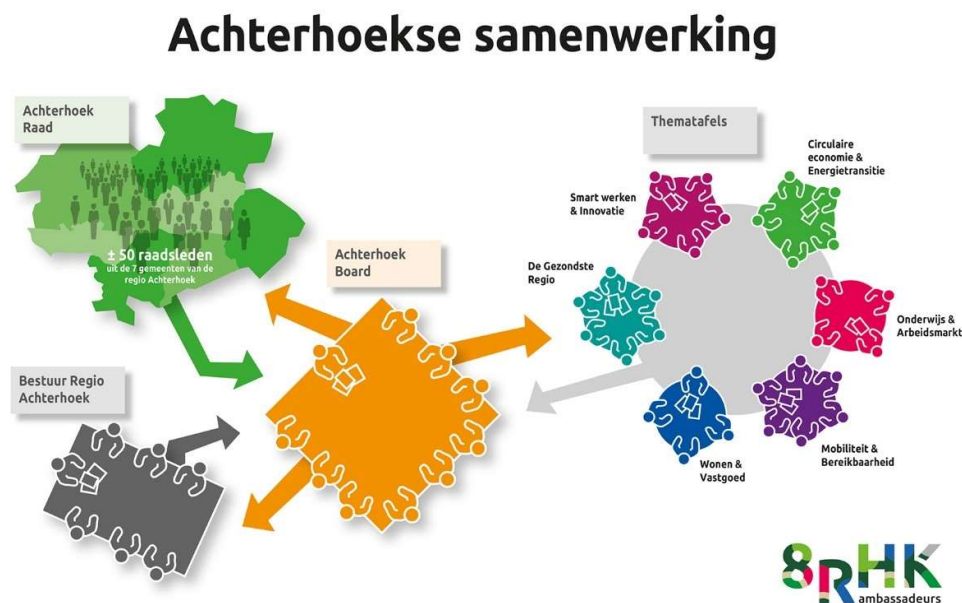 Achterhoekse samenwerking
Achterhoek
Raad
± 50 raadsleden
uit de 7 gemeenten van de
regio Achterhoek
Achterhoek
Board
Bestuur Regio
Achterhoek
Thematafels
Circulaire
economie &
Energietransitie
Smart werken
& Innovatie
De Gezondste
Regio
Onderwijs &
Arbeidsmarkt
Wonen &
Vastgoed
Mobiliteit &
Bereikbaarheid
8RHK
ambassadeurs